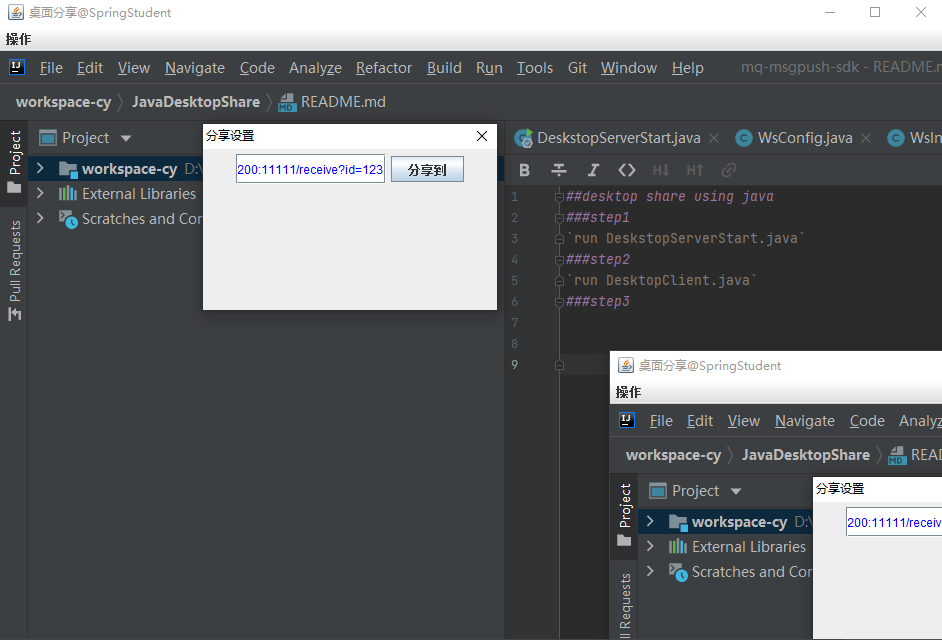 桌面分享@SpringStudent
操作
File Edit View Navigate Code Analyze Refactor Build Run Tools Git Window Help mq-msgpush-sdk - README.m
workspace-cy JavaDesktopShare README.md
Project
Project
分享设置
DeskstopServerStart.java WsConfig.java WsIn
workspace-cy D:\
200:11111/receive?id=123 分享到
B I <> H↓ H↑
External Libraries
Scratches and Cor
Pull Requests
1 ##desktop share using java
2 ###step1
3 `run DeskstopServerStart.java`
4 ###step2
5 `run DesktopClient.java`
6 ###step3
7
8
9
桌面分享@SpringStudent
操作
File Edit View Navigate Code Analyz
workspace-cy JavaDesktopShare READ
Project
Project
分享设置
workspace-cy D:\
200:11111/receiv
External Libraries
Scratches and Cor
ll Requests